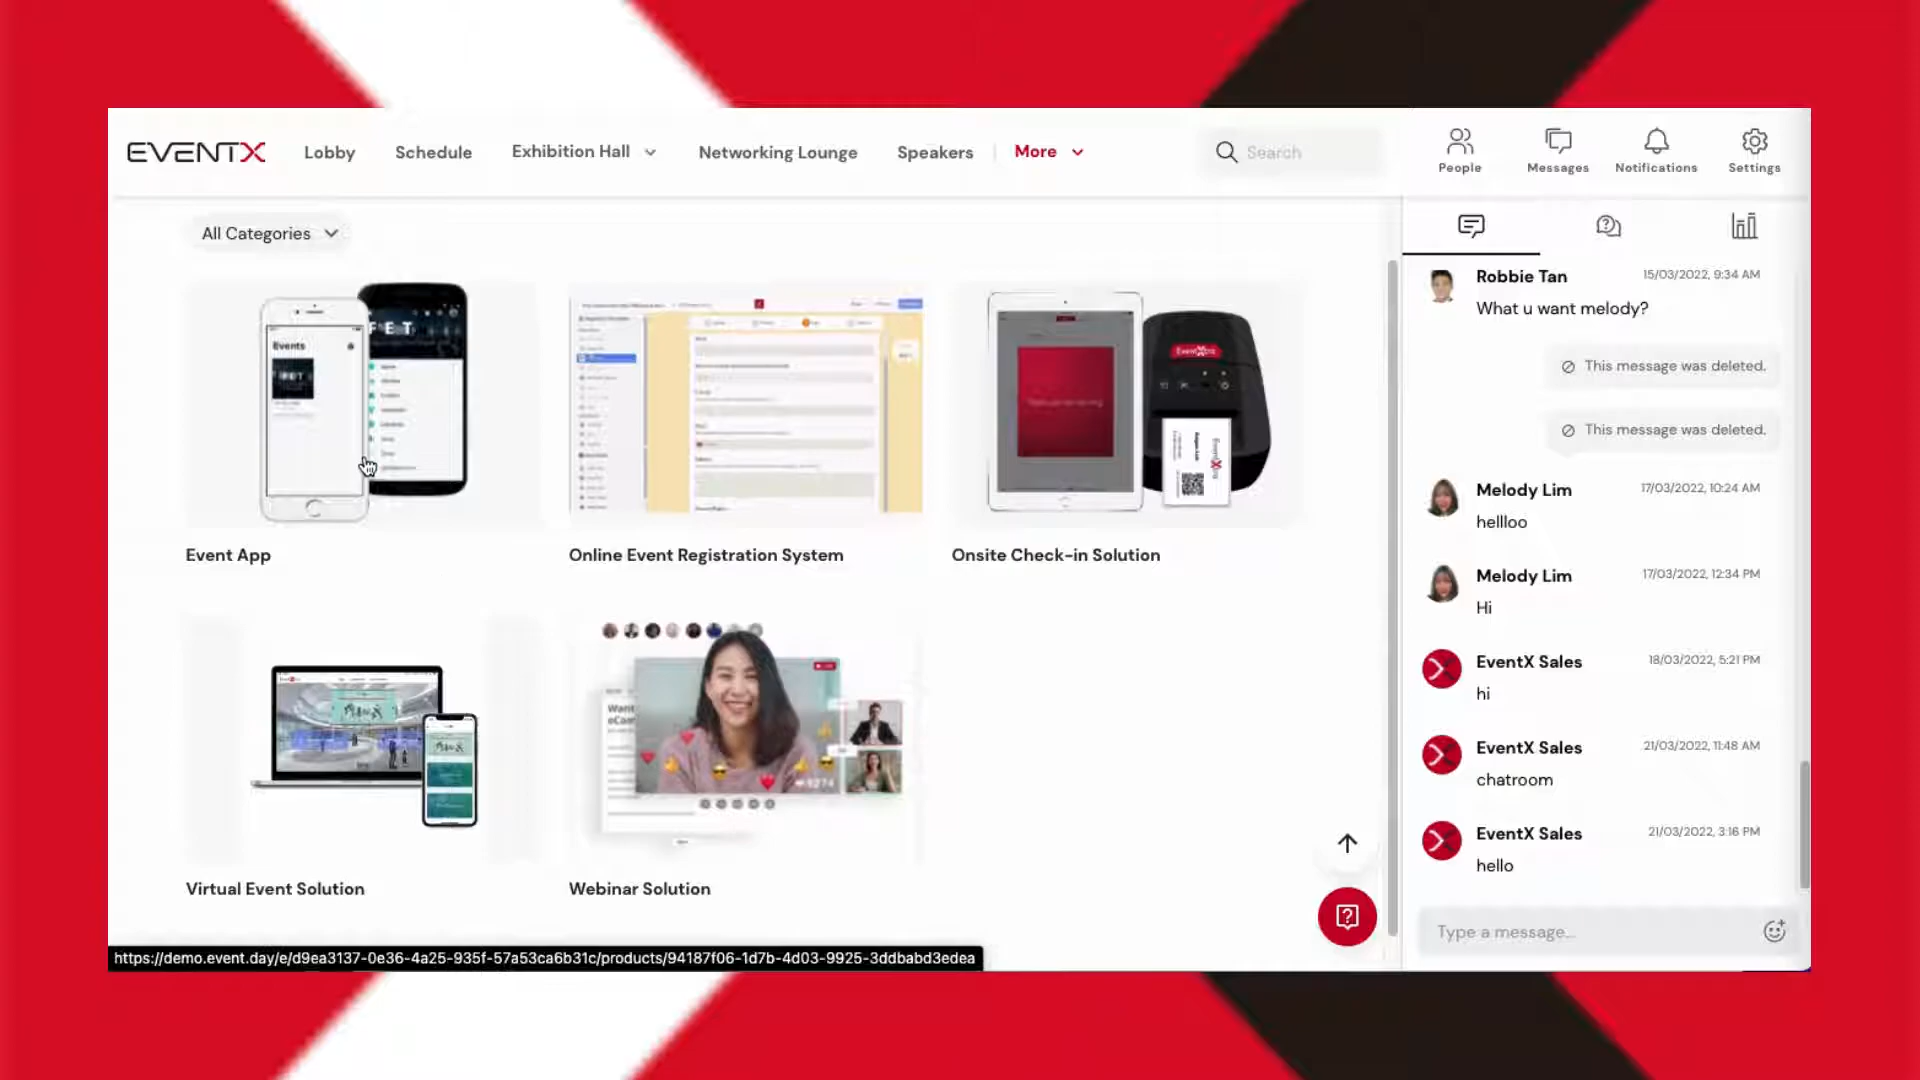 EVENTX
Lobby
Schedule
Exhibition Hall
Networking Lounge
Speakers
More
Search
People
Messages
Notifications
Settings
All Categories
Events
Event App
Online Event Registration System
EventXtra
Onsite Check-in Solution
Virtual Event Solution
Want
Webinar Solution
Robbie Tan
15/03/2022, 9:34 AM
What u want melody?
This message was deleted.
This message was deleted.
Melody Lim
17/03/2022, 10:24 AM
hellloo
Melody Lim
17/03/2022, 12:34 PM
Hi
EventX Sales
18/03/2022, 5:21 PM
hi
EventX Sales
21/03/2022, 11:48 AM
chatroom
EventX Sales
21/03/2022, 3:16 PM
hello
Type a message...
https://demo.event.day/e/d9ea3137-0e36-4a25-935f-57a53ca6b31c/products/94187f06-1d7b-4d03-9925-3ddbabd3edea